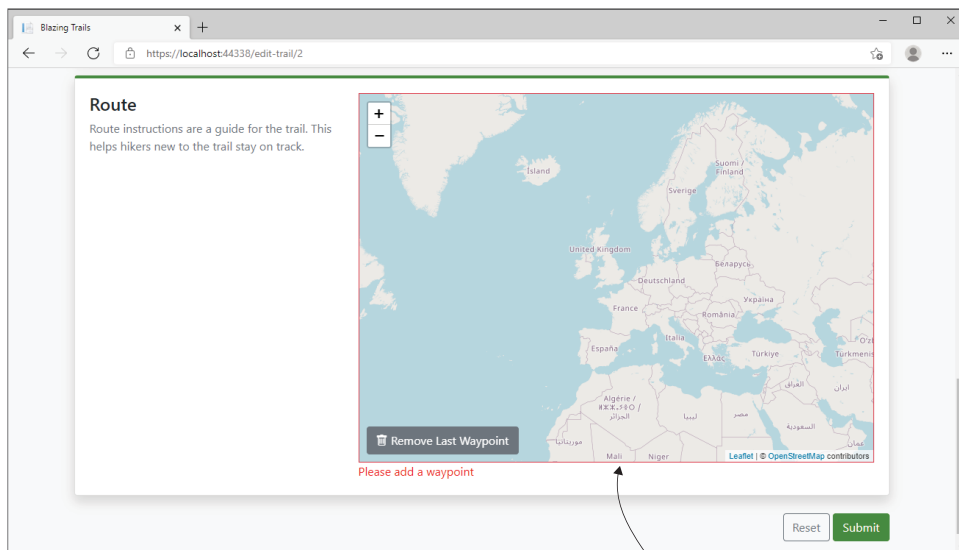 Blazing Trails
https://localhost:44338/edit-trail/2
Route
Route instructions are a guide for the trail. This
helps hikers new to the trail stay on track.
+
−
Ísland
Suomi /
Finland
Sverige
United Kingdom
Беларусь
Deutschland
Україна
France
România
Italia
España
Ελλάς
Türkiye
العراق
ایران
Algérie /
الجزائر
ليبيا
مصر
السعودية
موريتانيا
عمان
Mali
Niger
Remove Last Waypoint
Leaflet | © OpenStreetMap contributors
Please add a waypoint
Reset
Submit